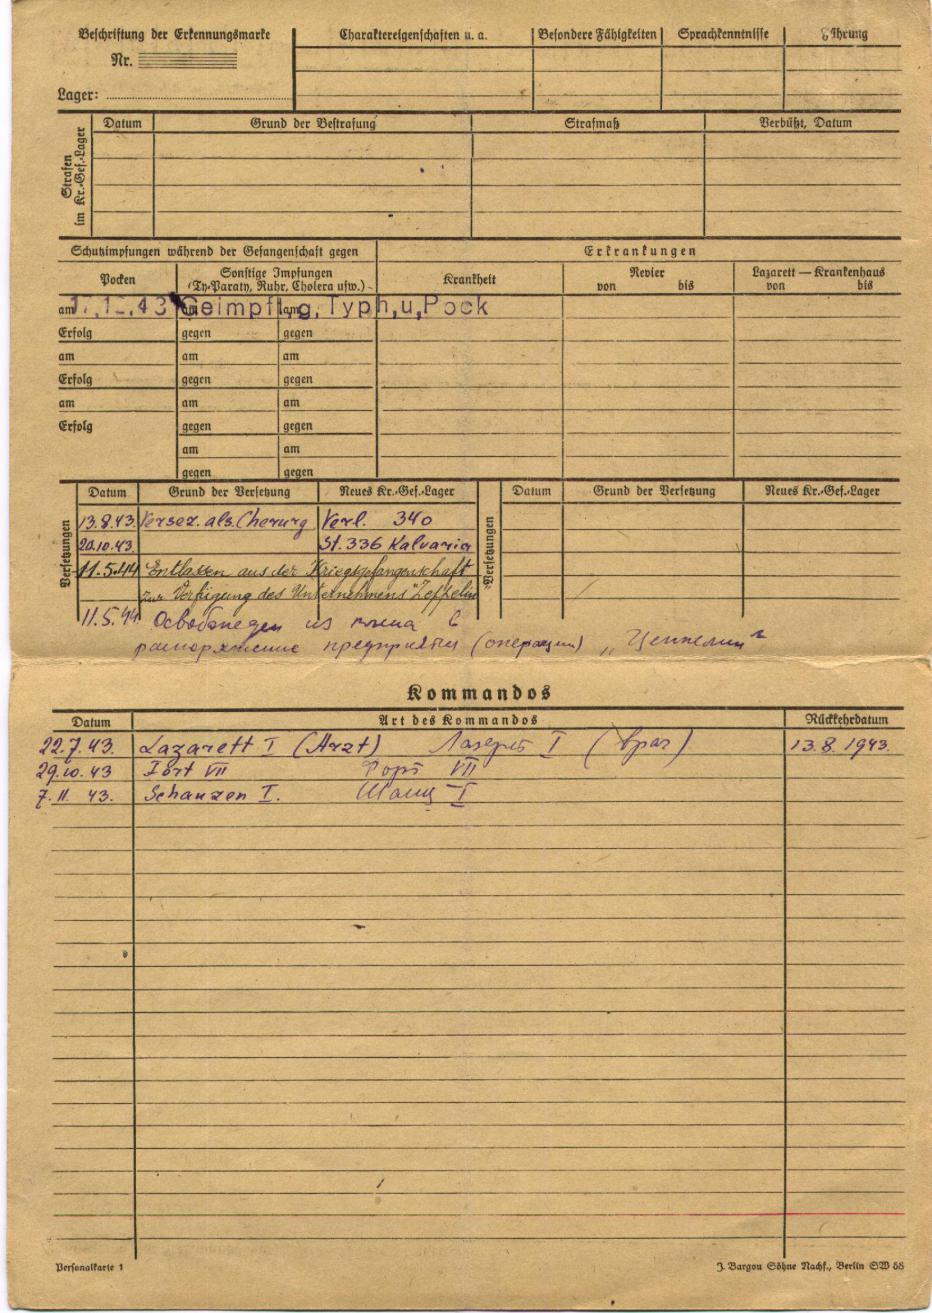 Beschriftung der Erkennungsmarke
Nr.
Lager:
Charaktereigenschaften u. a.
Besondere Fähigkeiten
Sprachkenntnisse
Führung
Strafen im Kr.-Gef.-Lager
Datum
Grund der Bestrafung
Strafmaß
Verbüßt, Datum
Schutzimpfungen während der Gefangenschaft gegen
Erkrankungen
Pocken
Sonstige Impfungen
(Ty-Paraty, Ruhr, Cholera usw.)
Krankheit
Revier
von bis
Lazarett — Krankenhaus
von bis
am 17.12.43 Geimpft g, Typh, u, Pock
Erfolg gegen gegen
am am am
Erfolg gegen gegen
am am am
Erfolg gegen gegen
am am
gegen gegen
Versetzungen
Datum Grund der Versetzung Neues Kr.-Gef.-Lager
Versetzungen
Datum Grund der Versetzung Neues Kr.-Gef.-Lager
13.8.43. Versez. als Cherurg Verl. 340
20.10.43. St. 336 Kalvaria
11.5.44 Entlassen aus der Kriegsgefangenschaft
zur Verfügung des Unternehmens "Zeppelin
11.5.44 Освобожден из плена в
распоряжение предприятия (операции) „Цеппелин"
Kommandos
Datum Art des Kommandos Rückkehrdatum
22.7.43. Lazarett I (Arzt) Лазарет I (врач) 13.8.1943.
29.10.43 Fort VII Форт VII
7.11.43. Schanzen I. Шанц I
Personalkarte 1
J. Bargou Söhne Nachf., Berlin SW 68